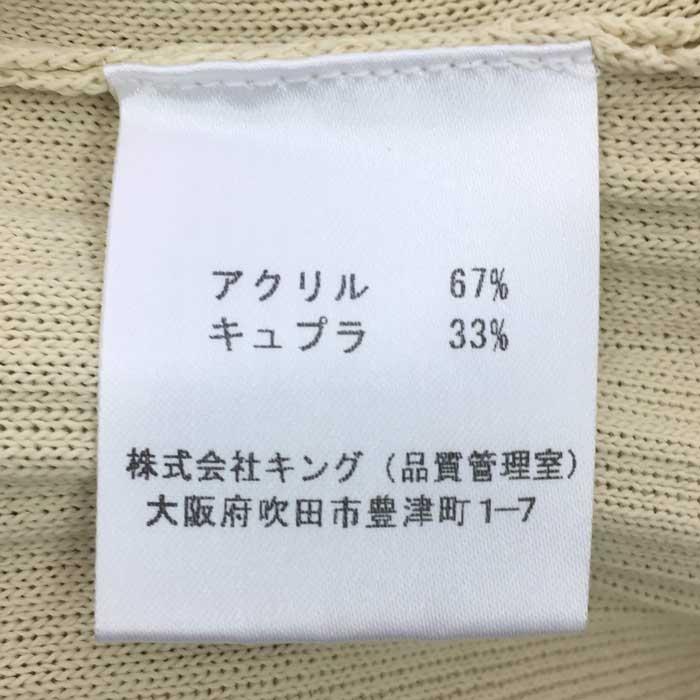 アクリル 67%
キュプラ 33%
株式会社キング(品質管理室)
大阪府吹田市豊津町1-7